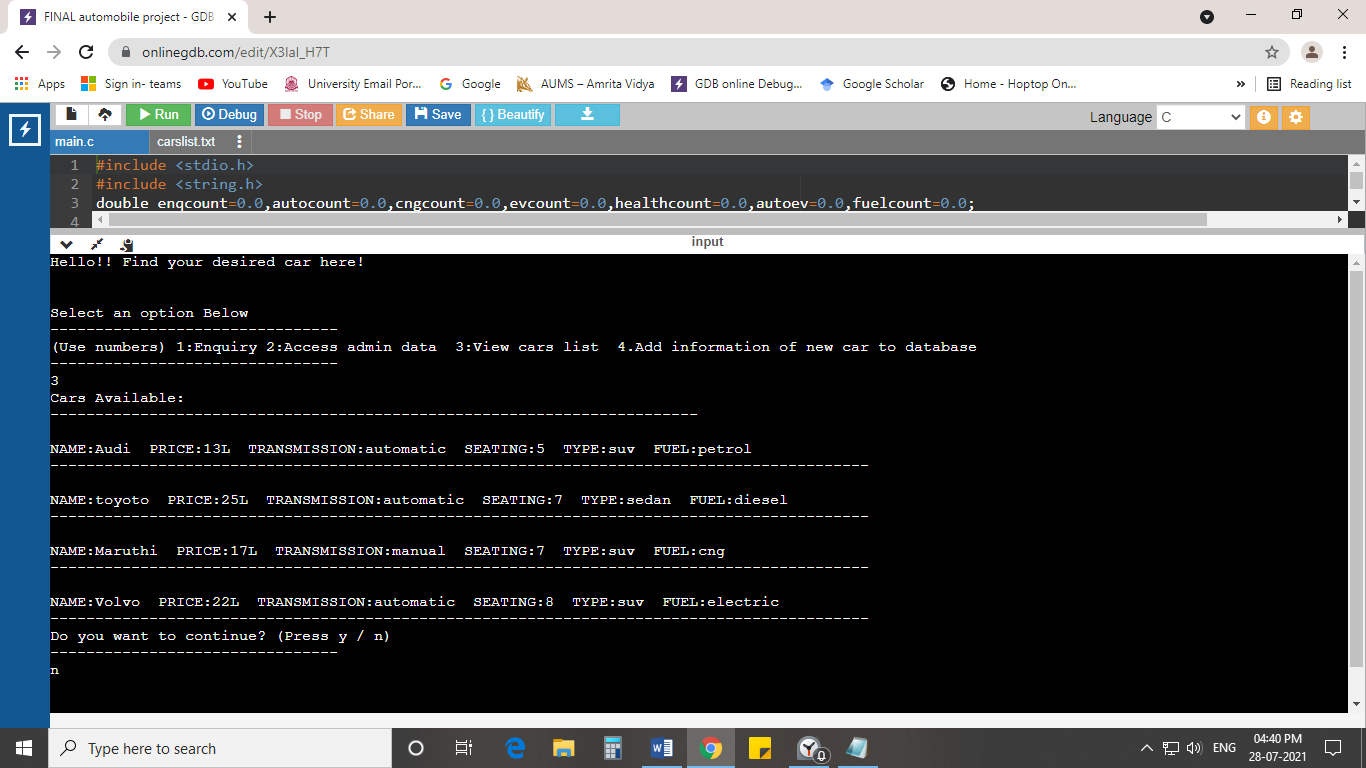 FINAL automobile project - GDB
onlinegdb.com/edit/X3IaI_H7T
Apps Sign in- teams YouTube University Email Por... Google AUMS – Amrita Vidya GDB online Debug... Google Scholar Home - Hoptop On... » Reading list
Run Debug Stop Share Save { } Beautify Language C
main.c carslist.txt
1 #include <stdio.h>
2 #include <string.h>
3 double enqcount=0.0,autocount=0.0,cngcount=0.0,evcount=0.0,healthcount=0.0,autoev=0.0,fuelcount=0.0;
4
input
Hello!! Find your desired car here!
Select an option Below
--------------------------------
(Use numbers) 1:Enquiry 2:Access admin data  3:View cars list  4.Add information of new car to database
--------------------------------
3
Cars Available:
------------------------------------------------------------------------
NAME:Audi  PRICE:13L  TRANSMISSION:automatic  SEATING:5  TYPE:suv  FUEL:petrol
-------------------------------------------------------------------------------------------
NAME:toyoto  PRICE:25L  TRANSMISSION:automatic  SEATING:7  TYPE:sedan  FUEL:diesel
-------------------------------------------------------------------------------------------
NAME:Maruthi  PRICE:17L  TRANSMISSION:manual  SEATING:7  TYPE:suv  FUEL:cng
-------------------------------------------------------------------------------------------
NAME:Volvo  PRICE:22L  TRANSMISSION:automatic  SEATING:8  TYPE:suv  FUEL:electric
-------------------------------------------------------------------------------------------
Do you want to continue? (Press y / n)
--------------------------------
n
Type here to search
ENG
04:40 PM
28-07-2021